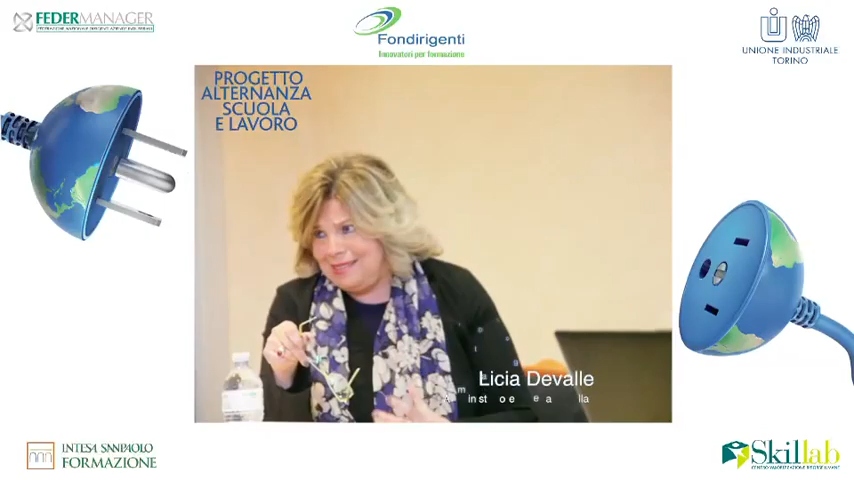 FEDERMANAGER
Fondirigenti
Innovatori per formazione
UNIONE INDUSTRIALE
TORINO
PROGETTO
ALTERNANZA
SCUOLA
E LAVORO
Licia Devalle
INTESA SANPAOLO
FORMAZIONE
Skillab